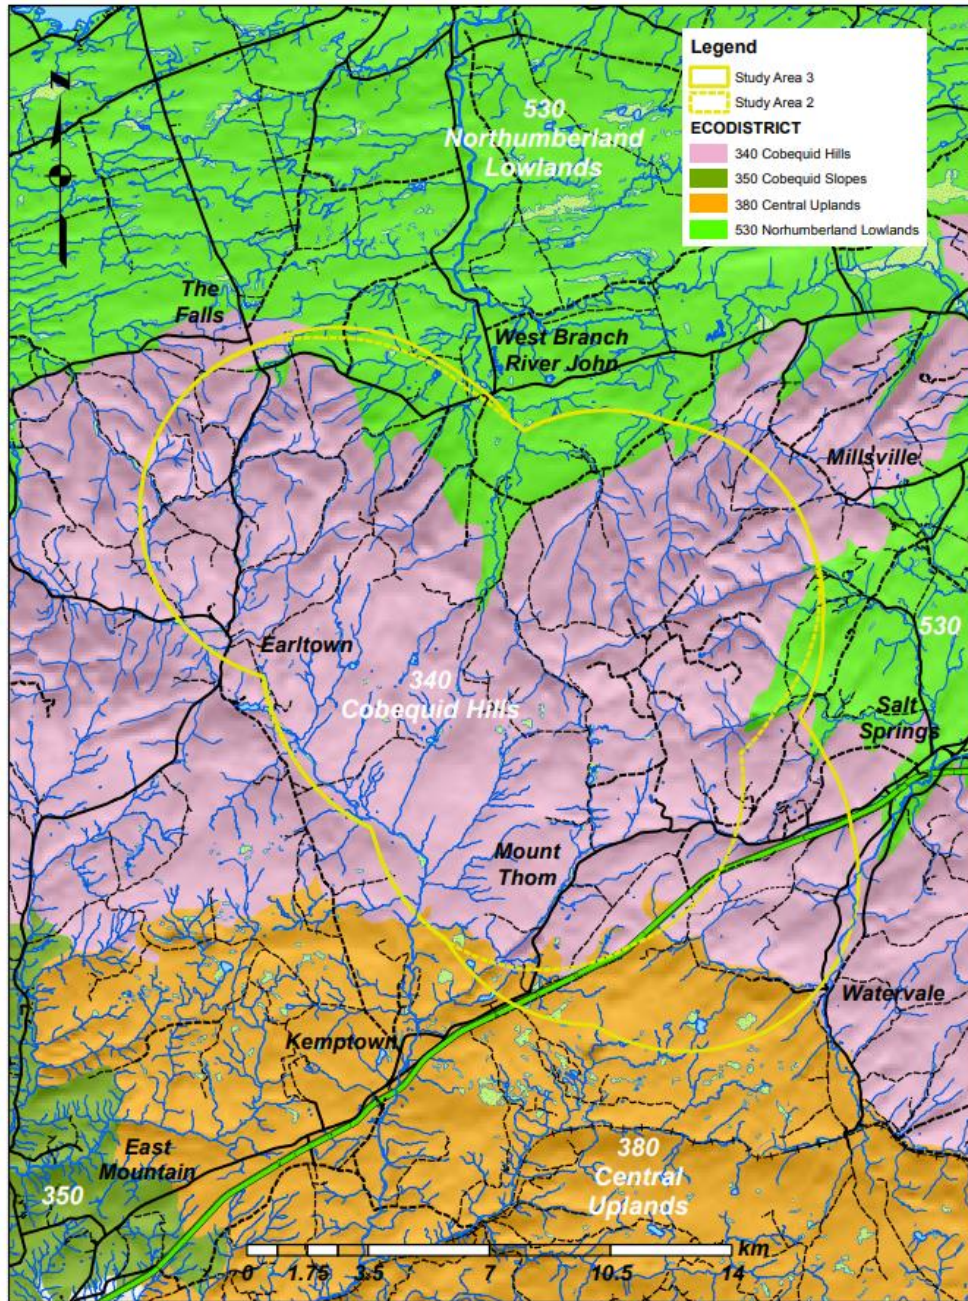 Legend
Study Area 3
Study Area 2
ECODISTRICT
340 Cobequid Hills
350 Cobequid Slopes
380 Central Uplands
530 Norhumberland Lowlands
N
530
Northumberland
Lowlands
The
Falls
West Branch
River John
Millsville
Earltown
530
340
Cobequid Hills
Salt
Springs
Mount
Thom
Watervale
Kemptown
East
Mountain
380
Central
Uplands
350
km
0 1.75 3.5 7 10.5 14